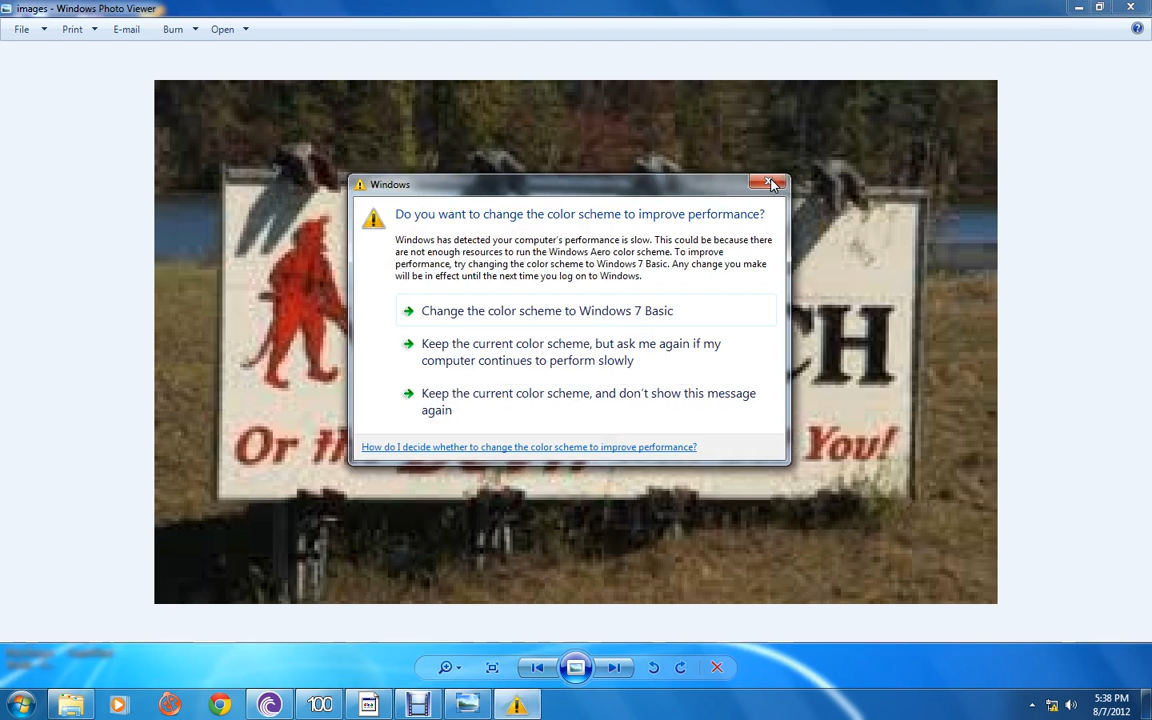 images - Windows Photo Viewer
File Print E-mail Burn Open
Windows
Do you want to change the color scheme to improve performance?
Windows has detected your computer's performance is slow. This could be because there
are not enough resources to run the Windows Aero color scheme. To improve
performance, try changing the color scheme to Windows 7 Basic. Any change you make
will be in effect until the next time you log on to Windows.
Change the color scheme to Windows 7 Basic
Keep the current color scheme, but ask me again if my
computer continues to perform slowly
Keep the current color scheme, and don't show this message
again
How do I decide whether to change the color scheme to improve performance?
CH
Or You!
100
5:38 PM
8/7/2012